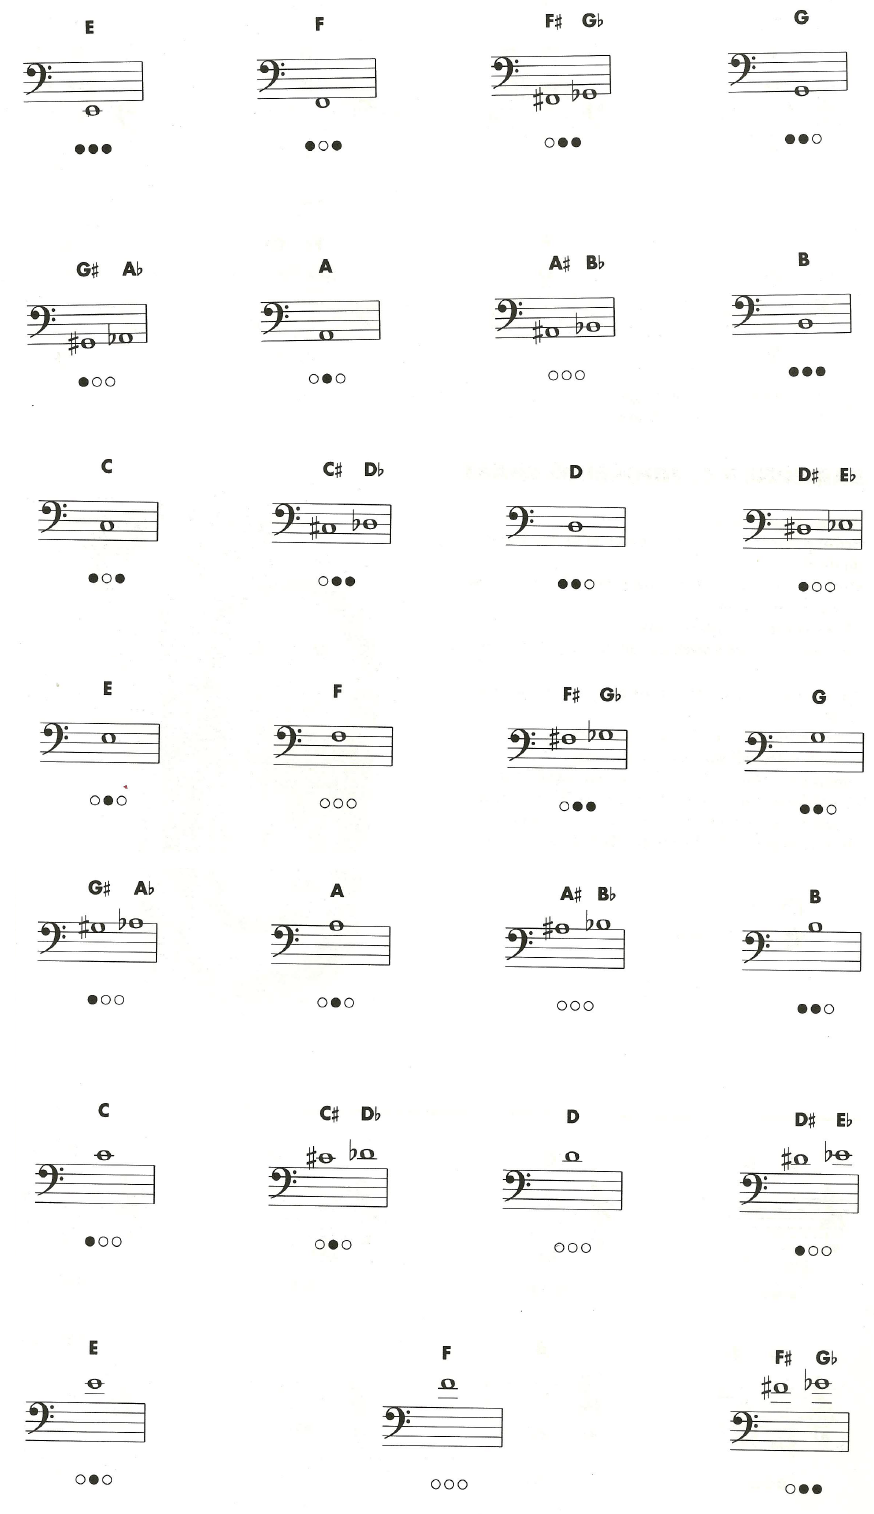 E F F♯ G♭ G
G♯ A♭ A A♯ B♭ B
C C♯ D♭ D D♯ E♭
E F F♯ G♭ G
G♯ A♭ A A♯ B♭ B
C C♯ D♭ D D♯ E♭
E F F♯ G♭